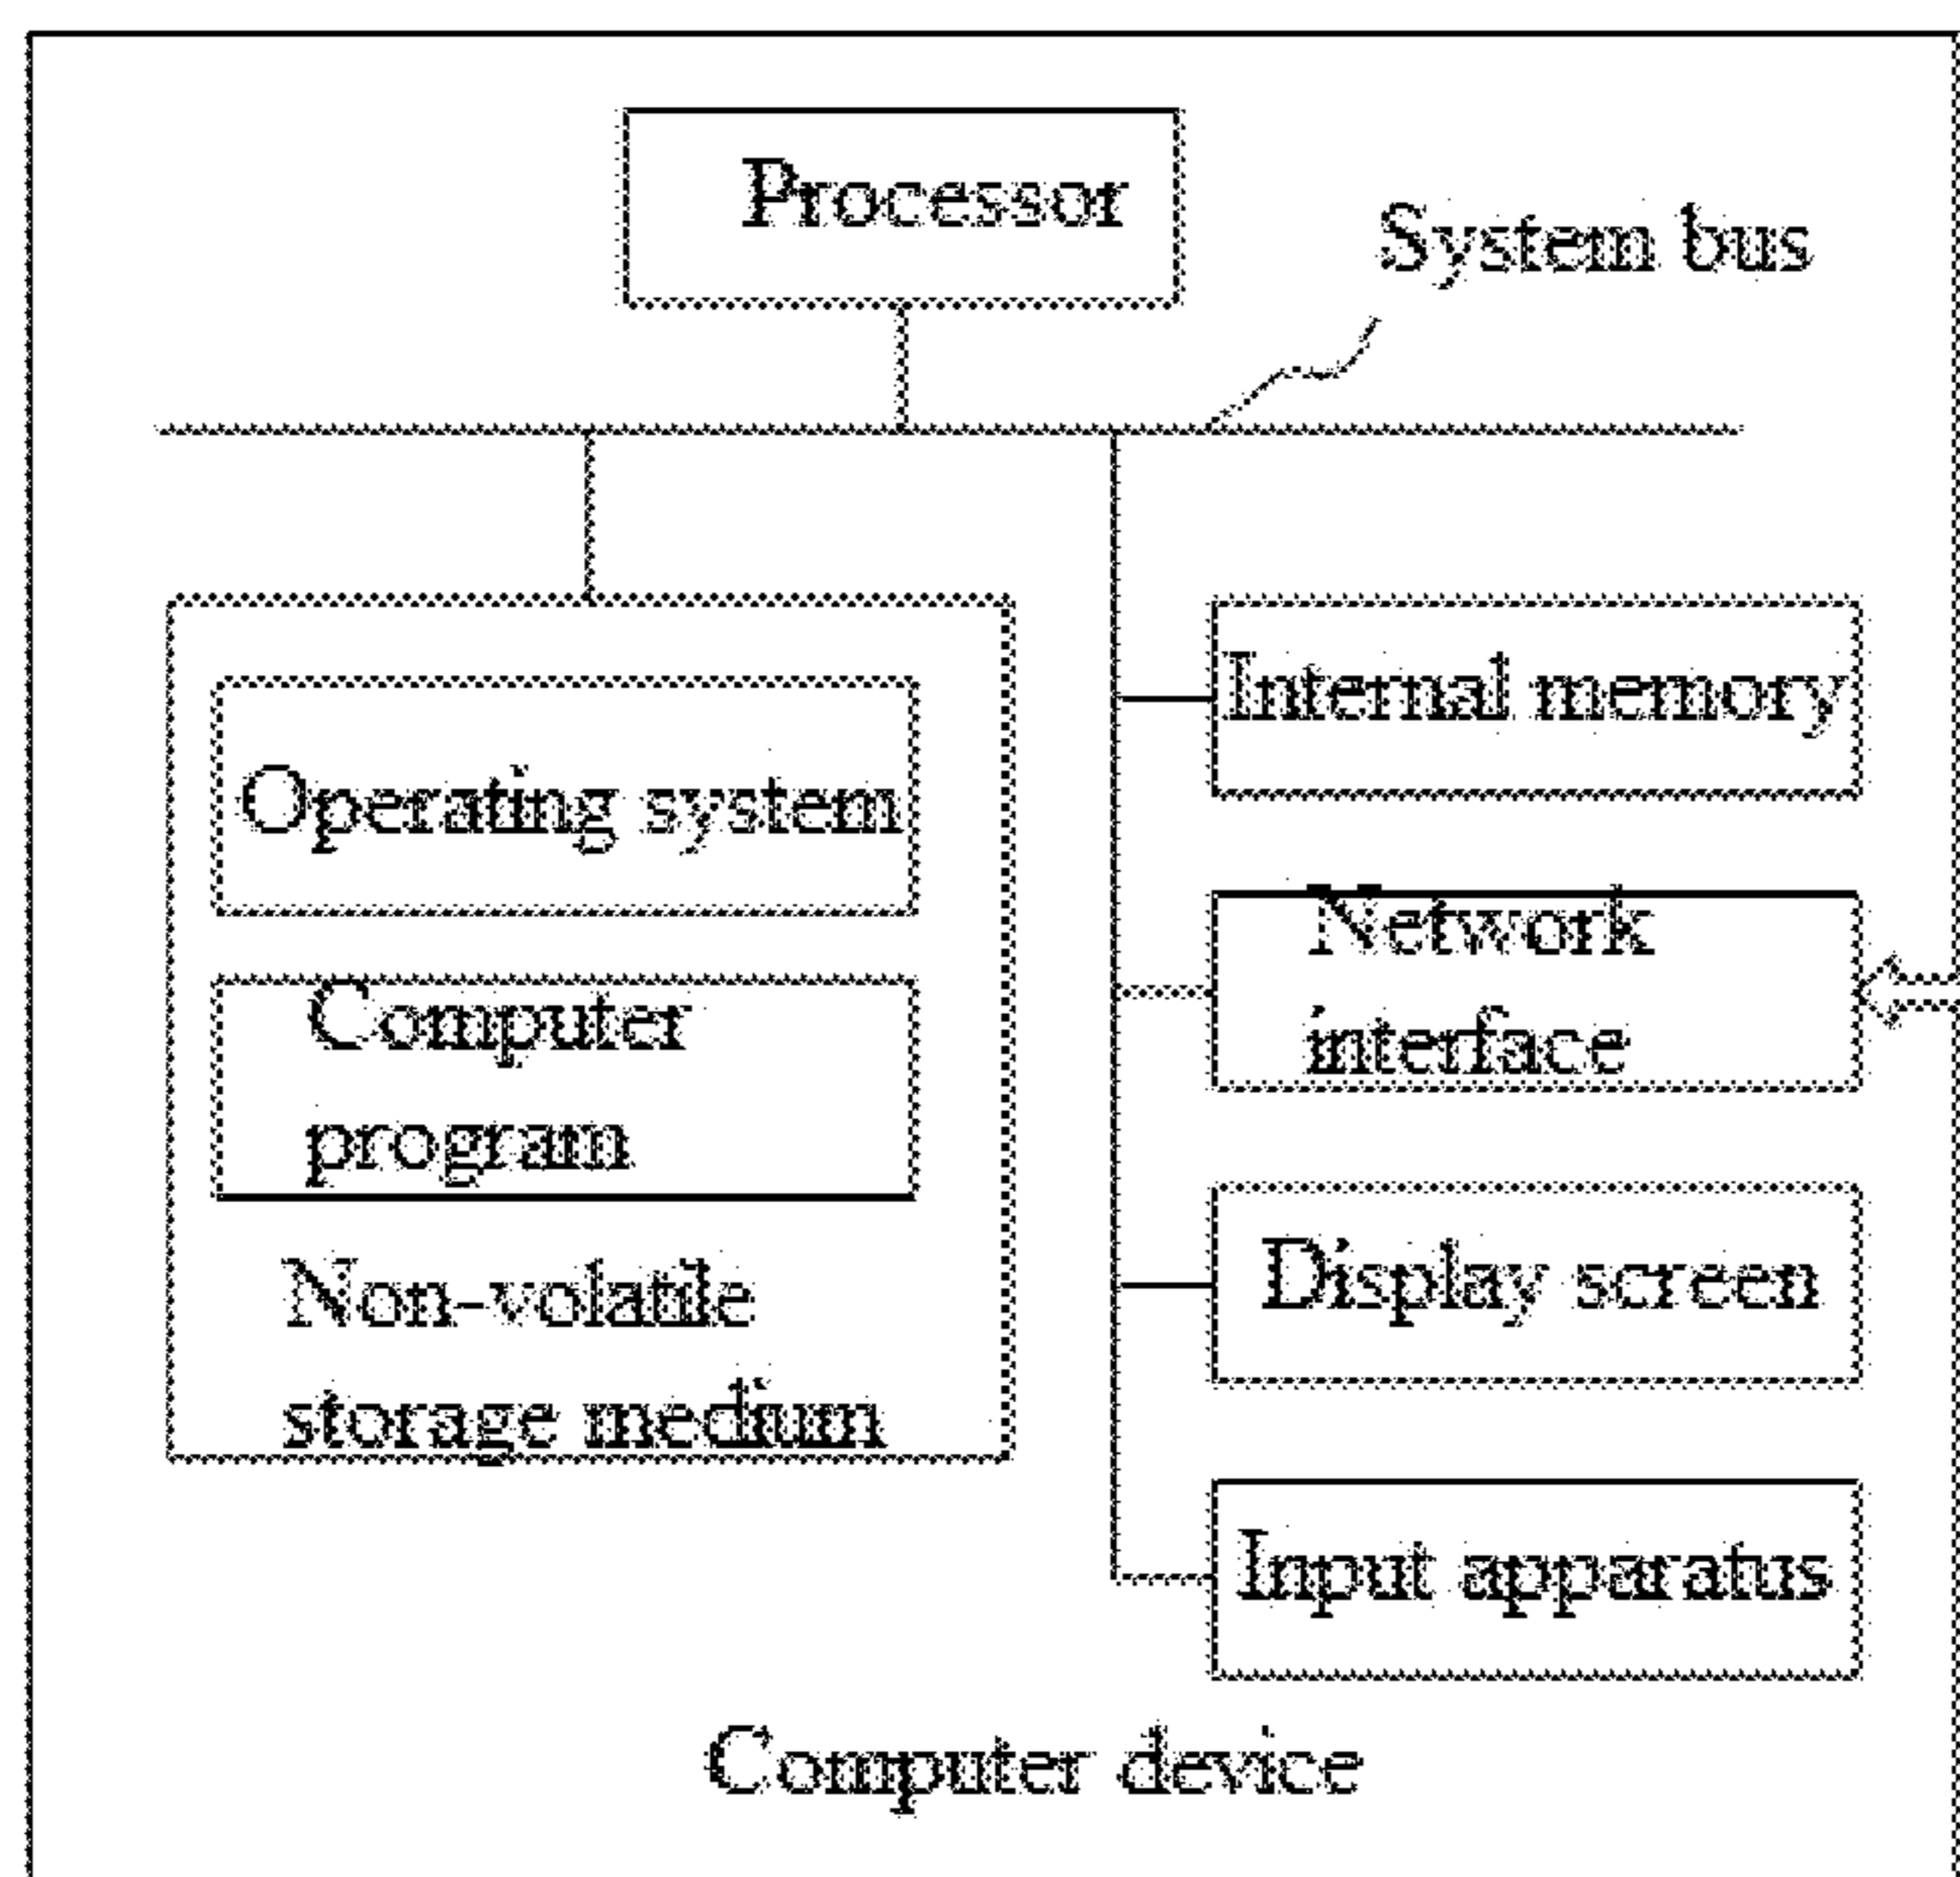 Processor
System bus
Operating system
Computer
program
Non-volatile
storage medium
Internal memory
Network
interface
Display screen
Input apparatus
Computer device